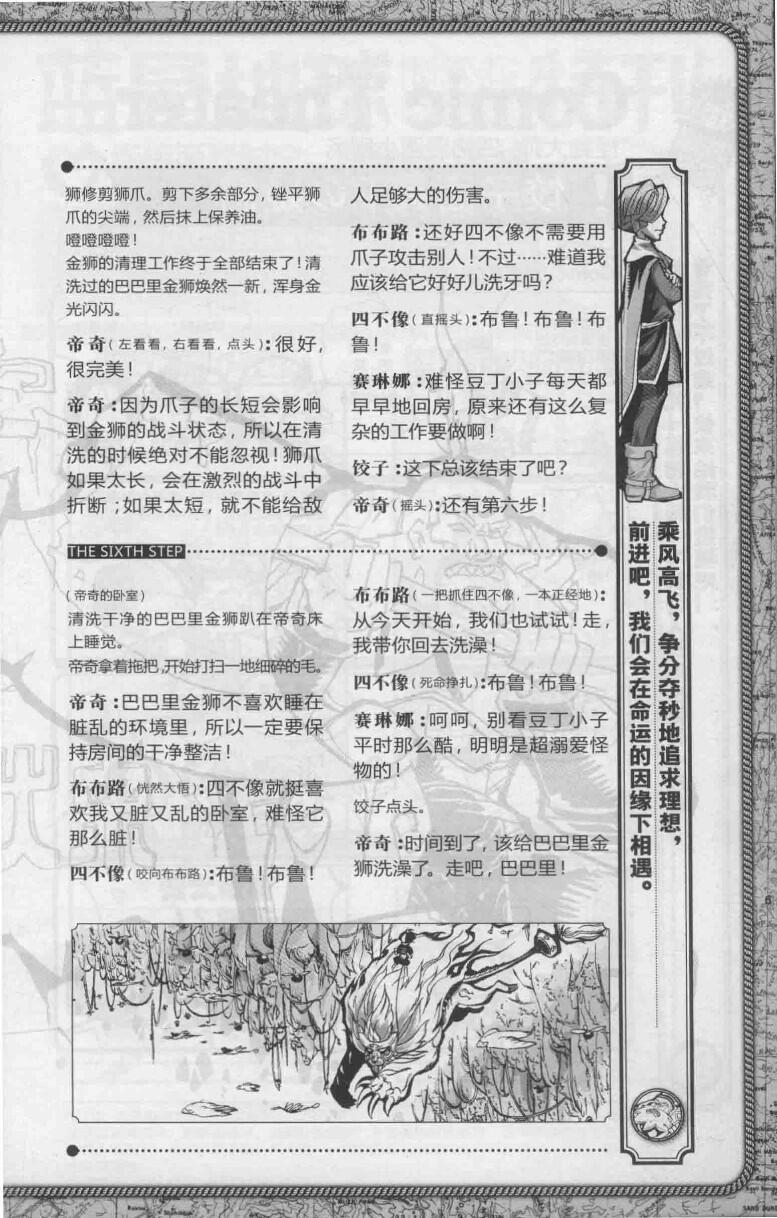 狮修剪狮爪。剪下多余部分，锉平狮
爪的尖端，然后抹上保养油。
噔噔噔噔！
金狮的清理工作终于全部结束了！清
洗过的巴巴里金狮焕然一新，浑身金
光闪闪。
帝奇（左看看，右看看，点头）：很好，
很完美！
帝奇：因为爪子的长短会影响
到金狮的战斗状态，所以在清
洗的时候绝对不能忽视！狮爪
如果太长，会在激烈的战斗中
折断；如果太短，就不能给敌
人足够大的伤害。
布布路：还好四不像不需要用
爪子攻击别人！不过……难道我
应该给它好好儿洗牙吗？
四不像（直摇头）：布鲁！布鲁！布
鲁！
赛琳娜：难怪豆丁小子每天都
早早地回房，原来还有这么复
杂的工作要做啊！
饺子：这下总该结束了吧？
帝奇（摇头）：还有第六步！
THE SIXTH STEP
（帝奇的卧室）
清洗干净的巴巴里金狮趴在帝奇床
上睡觉。
帝奇拿着拖把，开始打扫一地细碎的毛。
帝奇：巴巴里金狮不喜欢睡在
脏乱的环境里，所以一定要保
持房间的干净整洁！
布布路（恍然大悟）：四不像就挺喜
欢我又脏又乱的卧室，难怪它
那么脏！
四不像（咬向布布路）：布鲁！布鲁！
布布路（一把抓住四不像，一本正经地）：
从今天开始，我们也试试！走，
我带你回去洗澡！
四不像（死命挣扎）：布鲁！布鲁！
赛琳娜：呵呵，别看豆丁小子
平时那么酷，明明是超溺爱怪
物的！
饺子点头。
帝奇：时间到了，该给巴巴里金
狮洗澡了。走吧，巴巴里！
乘风高飞，争分夺秒地追求理想，
前进吧，我们会在命运的因缘下相遇。